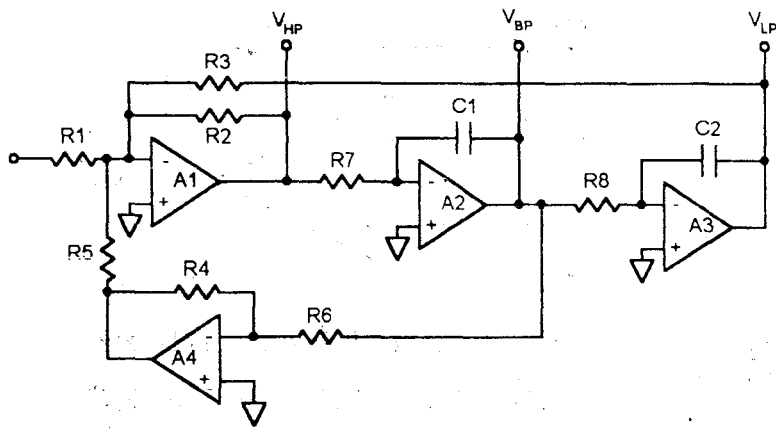 V_HP V_BP V_LP
R3
R1 R2 C1
R7 C2
- A1 +
- A2 +
R8
- A3 +
R5
R4
R6
A4 - +